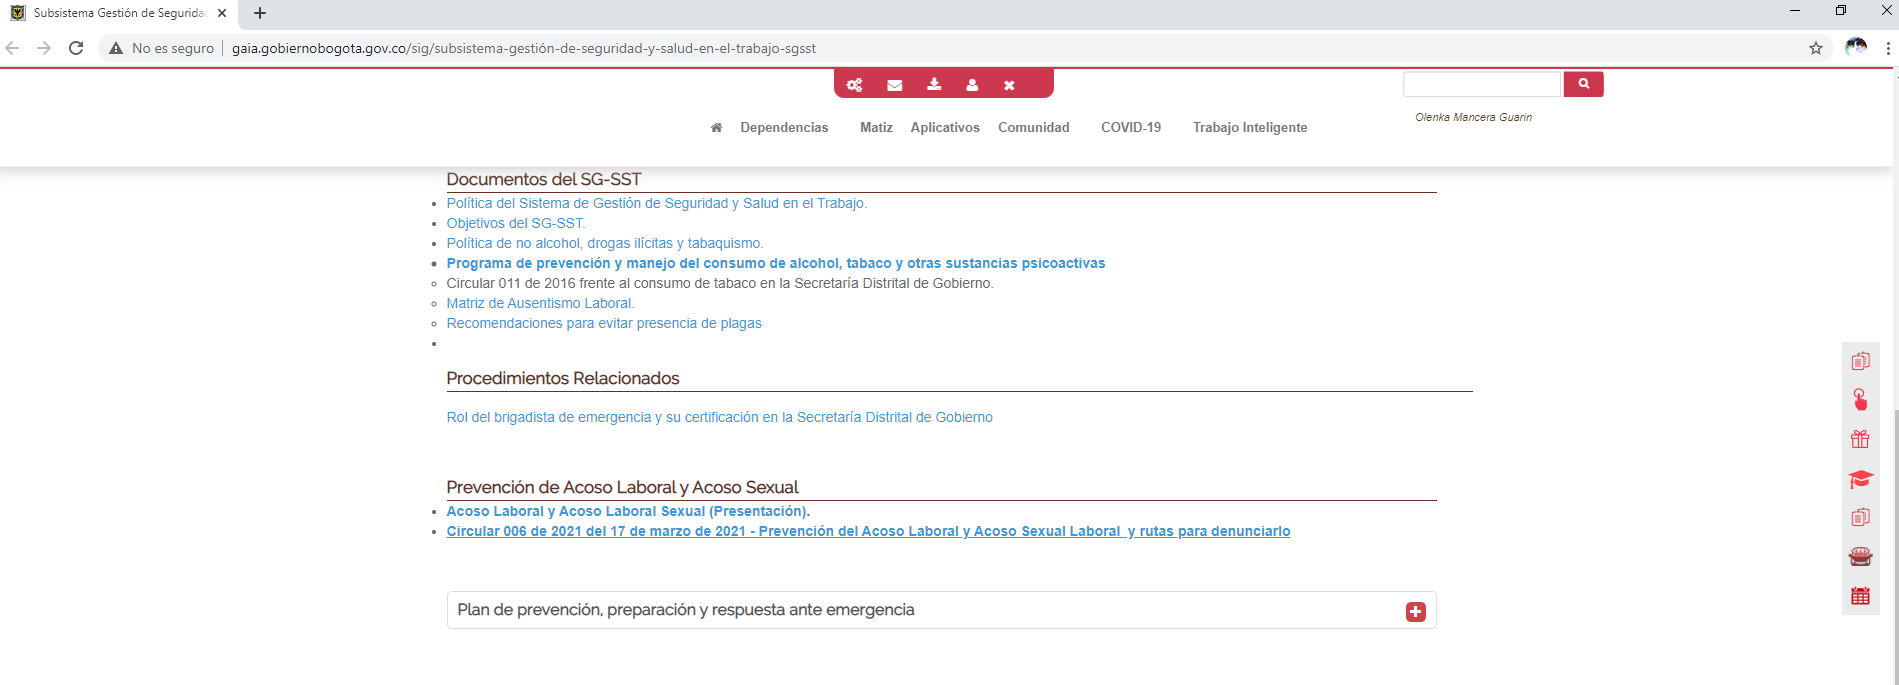 Subsistema Gestión de Segurida
No es seguro
gaia.gobiernobogota.gov.co/sig/subsistema-gestión-de-seguridad-y-salud-en-el-trabajo-sgsst
Dependencias Matiz Aplicativos Comunidad COVID-19 Trabajo Inteligente
Olenka Mancera Guarin
Documentos del SG-SST
Política del Sistema de Gestión de Seguridad y Salud en el Trabajo.
Objetivos del SG-SST.
Política de no alcohol, drogas ilícitas y tabaquismo.
Programa de prevención y manejo del consumo de alcohol, tabaco y otras sustancias psicoactivas
Circular 011 de 2016 frente al consumo de tabaco en la Secretaría Distrital de Gobierno.
Matriz de Ausentismo Laboral.
Recomendaciones para evitar presencia de plagas
Procedimientos Relacionados
Rol del brigadista de emergencia y su certificación en la Secretaría Distrital de Gobierno
Prevención de Acoso Laboral y Acoso Sexual
Acoso Laboral y Acoso Laboral Sexual (Presentación).
Circular 006 de 2021 del 17 de marzo de 2021 - Prevención del Acoso Laboral y Acoso Sexual Laboral y rutas para denunciarlo
Plan de prevención, preparación y respuesta ante emergencia